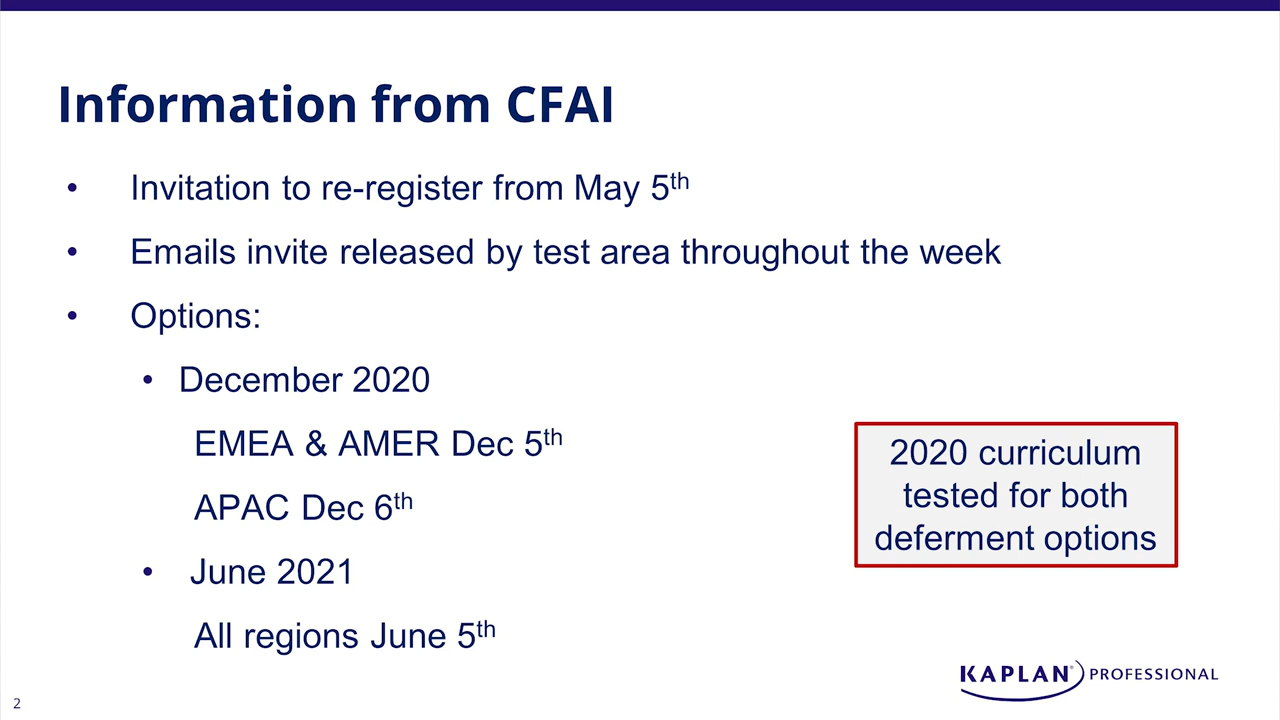 Information from CFAI
• Invitation to re-register from May 5th
• Emails invite released by test area throughout the week
• Options:
• December 2020
EMEA & AMER Dec 5th
APAC Dec 6th
• June 2021
All regions June 5th
2020 curriculum
tested for both
deferment options
KAPLAN® PROFESSIONAL
2